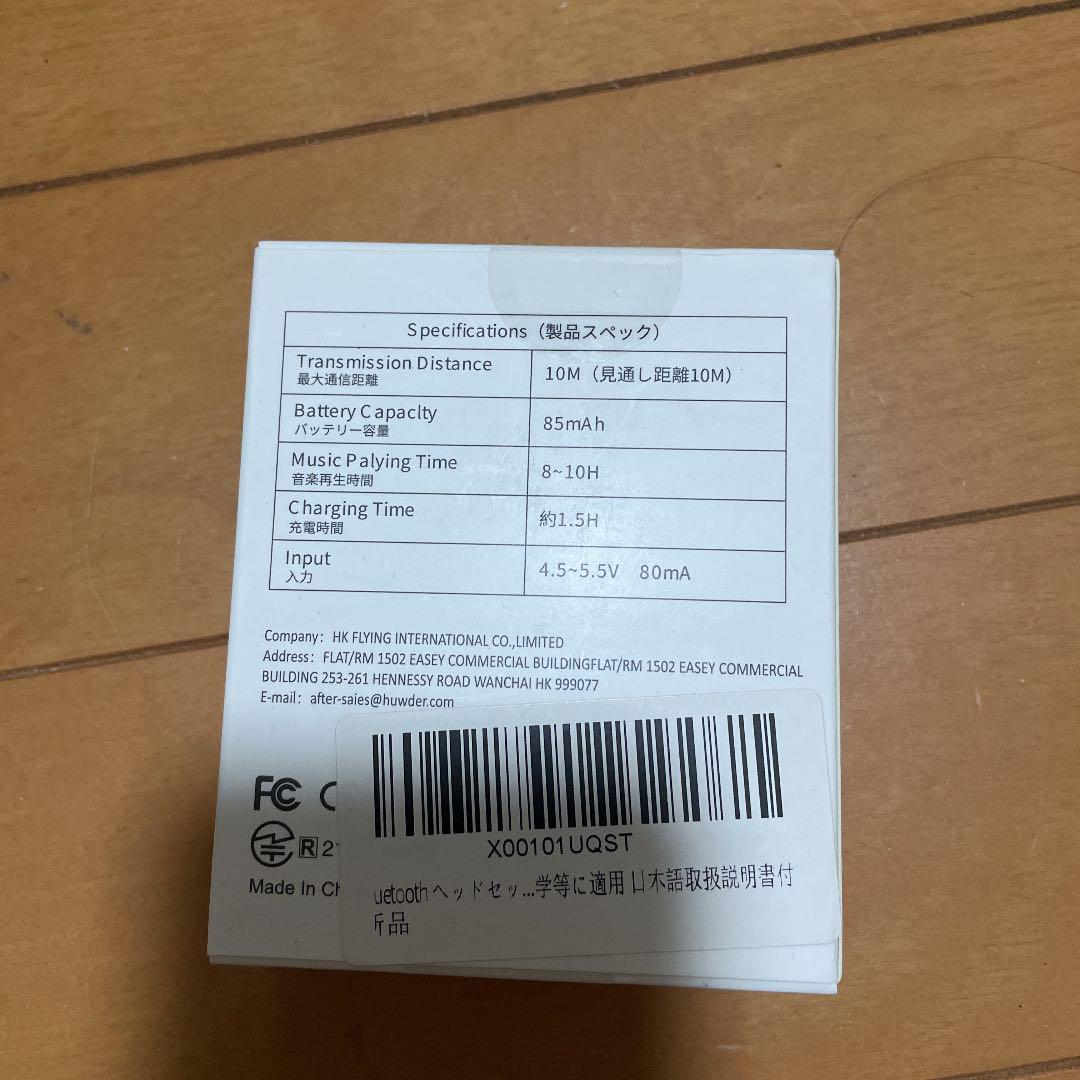 Specifications（製品スペック）
Transmission Distance
最大通信距離
10M（見通し距離10M）
Battery Capaclty
バッテリー容量
85mAh
Music Palying Time
音楽再生時間
8~10H
Charging Time
充電時間
約1.5H
Input
入力
4.5~5.5V 80mA
Company: HK FLYING INTERNATIONAL CO.,LIMITED
Address: FLAT/RM 1502 EASEY COMMERCIAL BUILDINGFLAT/RM 1502 EASEY COMMERCIAL
BUILDING 253-261 HENNESSY ROAD WANCHAI HK 999077
E-mail: after-saies@huwder.com
FC
R
Made In
X00101UQST
uetoothヘッドセッ...学等に適用 日本語取扱説明書付
品